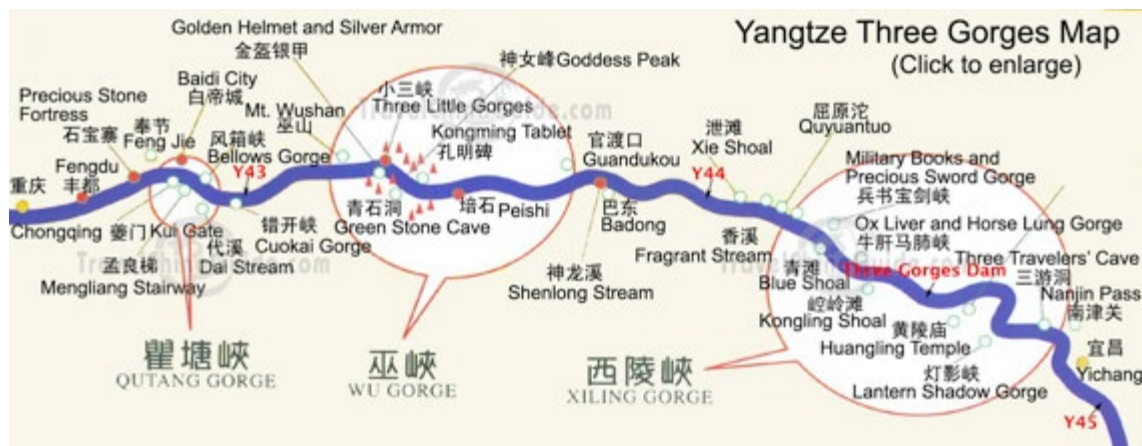 Yangtze Three Gorges Map
(Click to enlarge)
Golden Helmet and Silver Armor
金盔银甲
神女峰Goddess Peak
Baidi City
白帝城
小三峡
Three Little Gorges
Precious Stone
Fortress
石宝寨
奉节
Feng Jie
风箱峡
Bellows Gorge
Mt. Wushan
巫山
Kongming Tablet
孔明碑
官渡口
Guandukou
泄滩
Xie Shoal
屈原沱
Quyuantuo
Military Books and
Precious Sword Gorge
兵书宝剑峡
Fengdu
丰都
重庆
Chongqing
Y43
Y44
夔门Kui Gate
代溪
Dai Stream
错开峡
Cuokai Gorge
孟良梯
Mengliang Stairway
青石洞
Green Stone Cave
培石
Peishi
巴东
Badong
神龙溪
Shenlong Stream
香溪
Fragrant Stream
Ox Liver and Horse Lung Gorge
牛肝马肺峡
Three Travelers' Cave
三游洞
青滩
Blue Shoal
Three Gorges Dam
Nanjin Pass
南津关
崆岭滩
Kongling Shoal
黄陵庙
Huangling Temple
灯影峡
Lantern Shadow Gorge
宜昌
Yichang
Y45
瞿塘峽
QUTANG GORGE
巫峽
WU GORGE
西陵峽
XILING GORGE